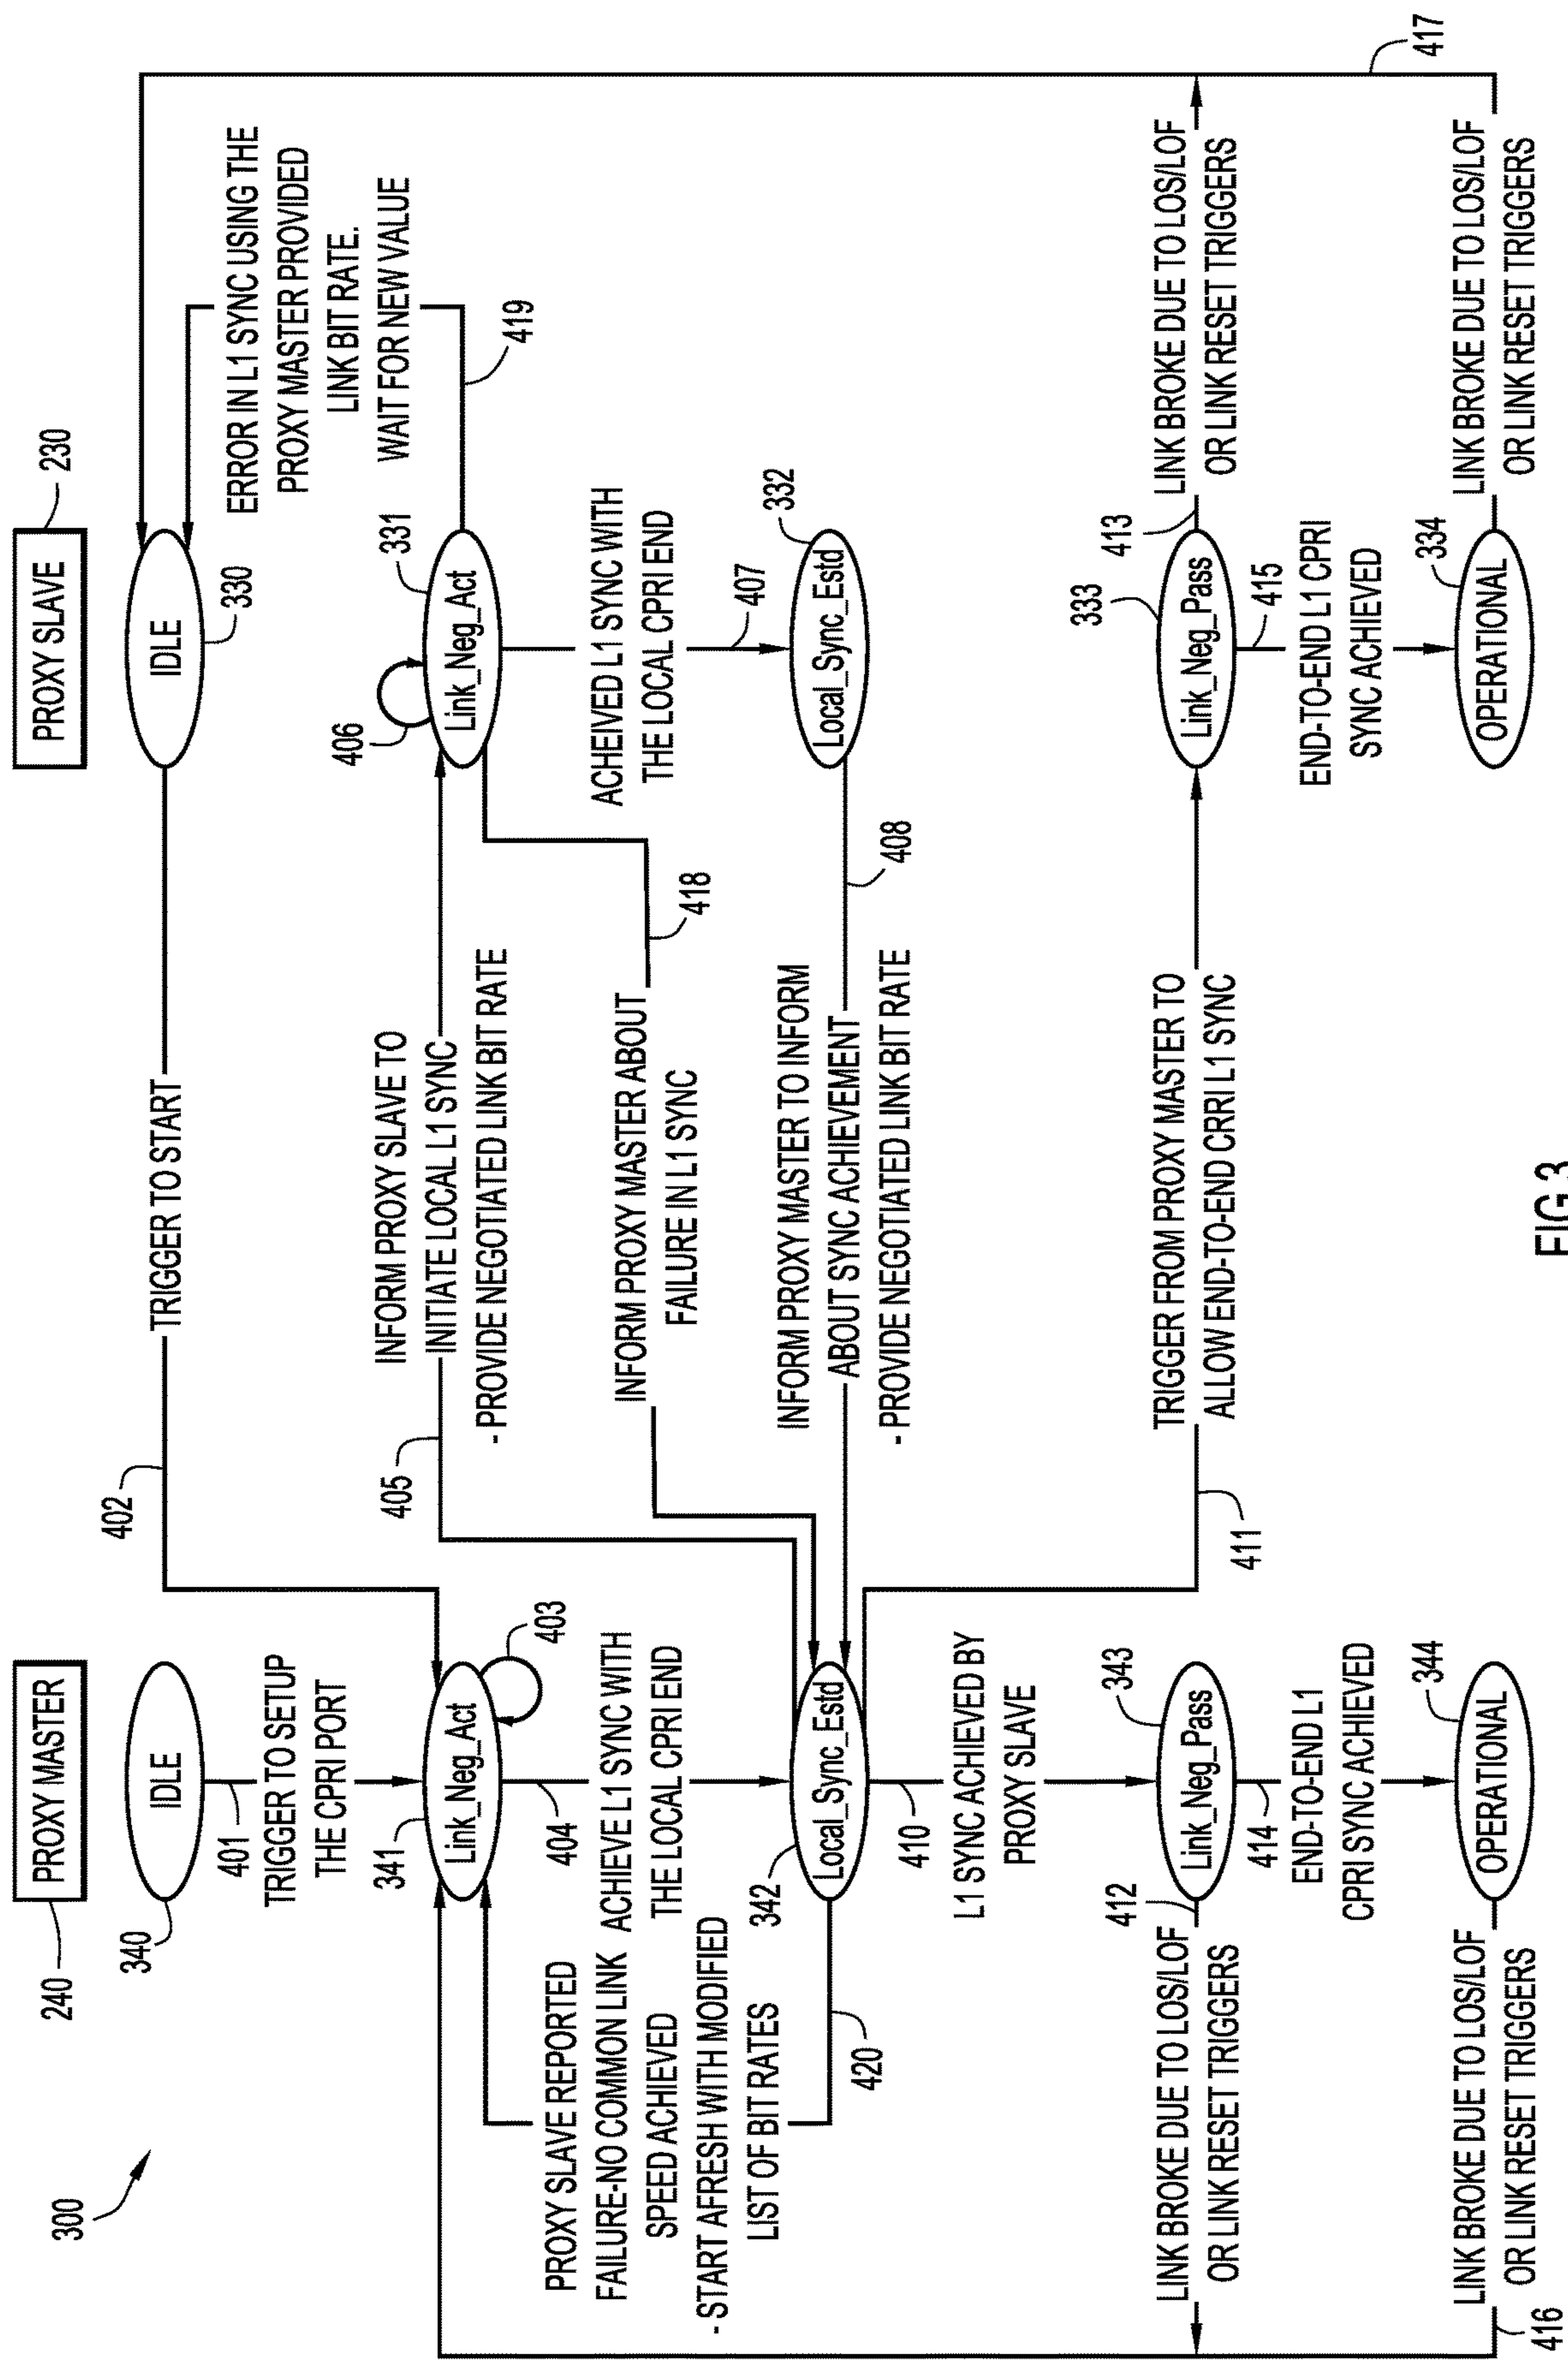 300
240
PROXY MASTER
PROXY SLAVE
230
340
IDLE
IDLE
330
402
TRIGGER TO START
401
TRIGGER TO SETUP
THE CPRI PORT
ERROR IN L1 SYNC USING THE
PROXY MASTER PROVIDED
LINK BIT RATE.
WAIT FOR NEW VALUE
419
341
Link_Neg_Act
403
405
INFORM PROXY SLAVE TO
INITIATE LOCAL L1 SYNC
- PROVIDE NEGOTIATED LINK BIT RATE
406
Link_Neg_Act
331
PROXY SLAVE REPORTED
FAILURE-NO COMMON LINK
SPEED ACHIEVED
- START AFRESH WITH MODIFIED
LIST OF BIT RATES
420
404
ACHIEVE L1 SYNC WITH
THE LOCAL CPRI END
INFORM PROXY MASTER ABOUT
FAILURE IN L1 SYNC
418
ACHEIVED L1 SYNC WITH
THE LOCAL CPRI END
407
342
Local_Sync_Estd
INFORM PROXY MASTER TO INFORM
ABOUT SYNC ACHIEVEMENT
- PROVIDE NEGOTIATED LINK BIT RATE
408
Local_Sync_Estd
332
410
L1 SYNC ACHIEVED BY
PROXY SLAVE
LINK BROKE DUE TO LOS/LOF
OR LINK RESET TRIGGERS
412
Link_Neg_Pass
343
411
TRIGGER FROM PROXY MASTER TO
ALLOW END-TO-END CRRI L1 SYNC
333
Link_Neg_Pass
413
LINK BROKE DUE TO LOS/LOF
OR LINK RESET TRIGGERS
417
414
END-TO-END L1
CPRI SYNC ACHIEVED
415
END-TO-END L1 CPRI
SYNC ACHIEVED
416
LINK BROKE DUE TO LOS/LOF
OR LINK RESET TRIGGERS
OPERATIONAL
344
OPERATIONAL
334
LINK BROKE DUE TO LOS/LOF
OR LINK RESET TRIGGERS
FIG.3